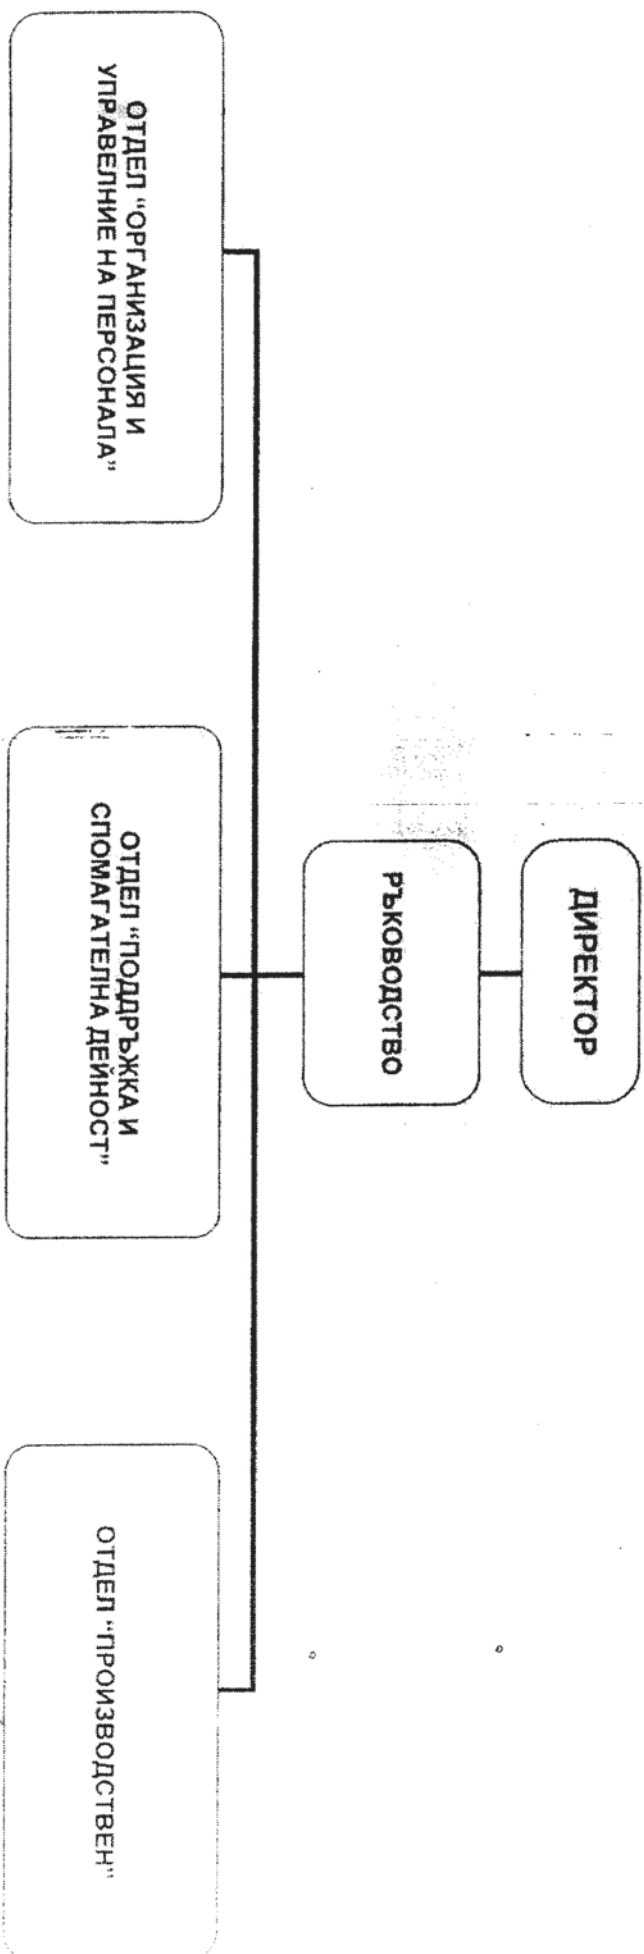 ДИРЕКТОР
РЪКОВОДСТВО
ОТДЕЛ "ОРГАНИЗАЦИЯ И
УПРАВЕЛНИЕ НА ПЕРСОНАЛА"
ОТДЕЛ "ПОДДРЪЖКА И
СПОМАГАТЕЛНА ДЕЙНОСТ"
ОТДЕЛ "ПРОИЗВОДСТВЕН"